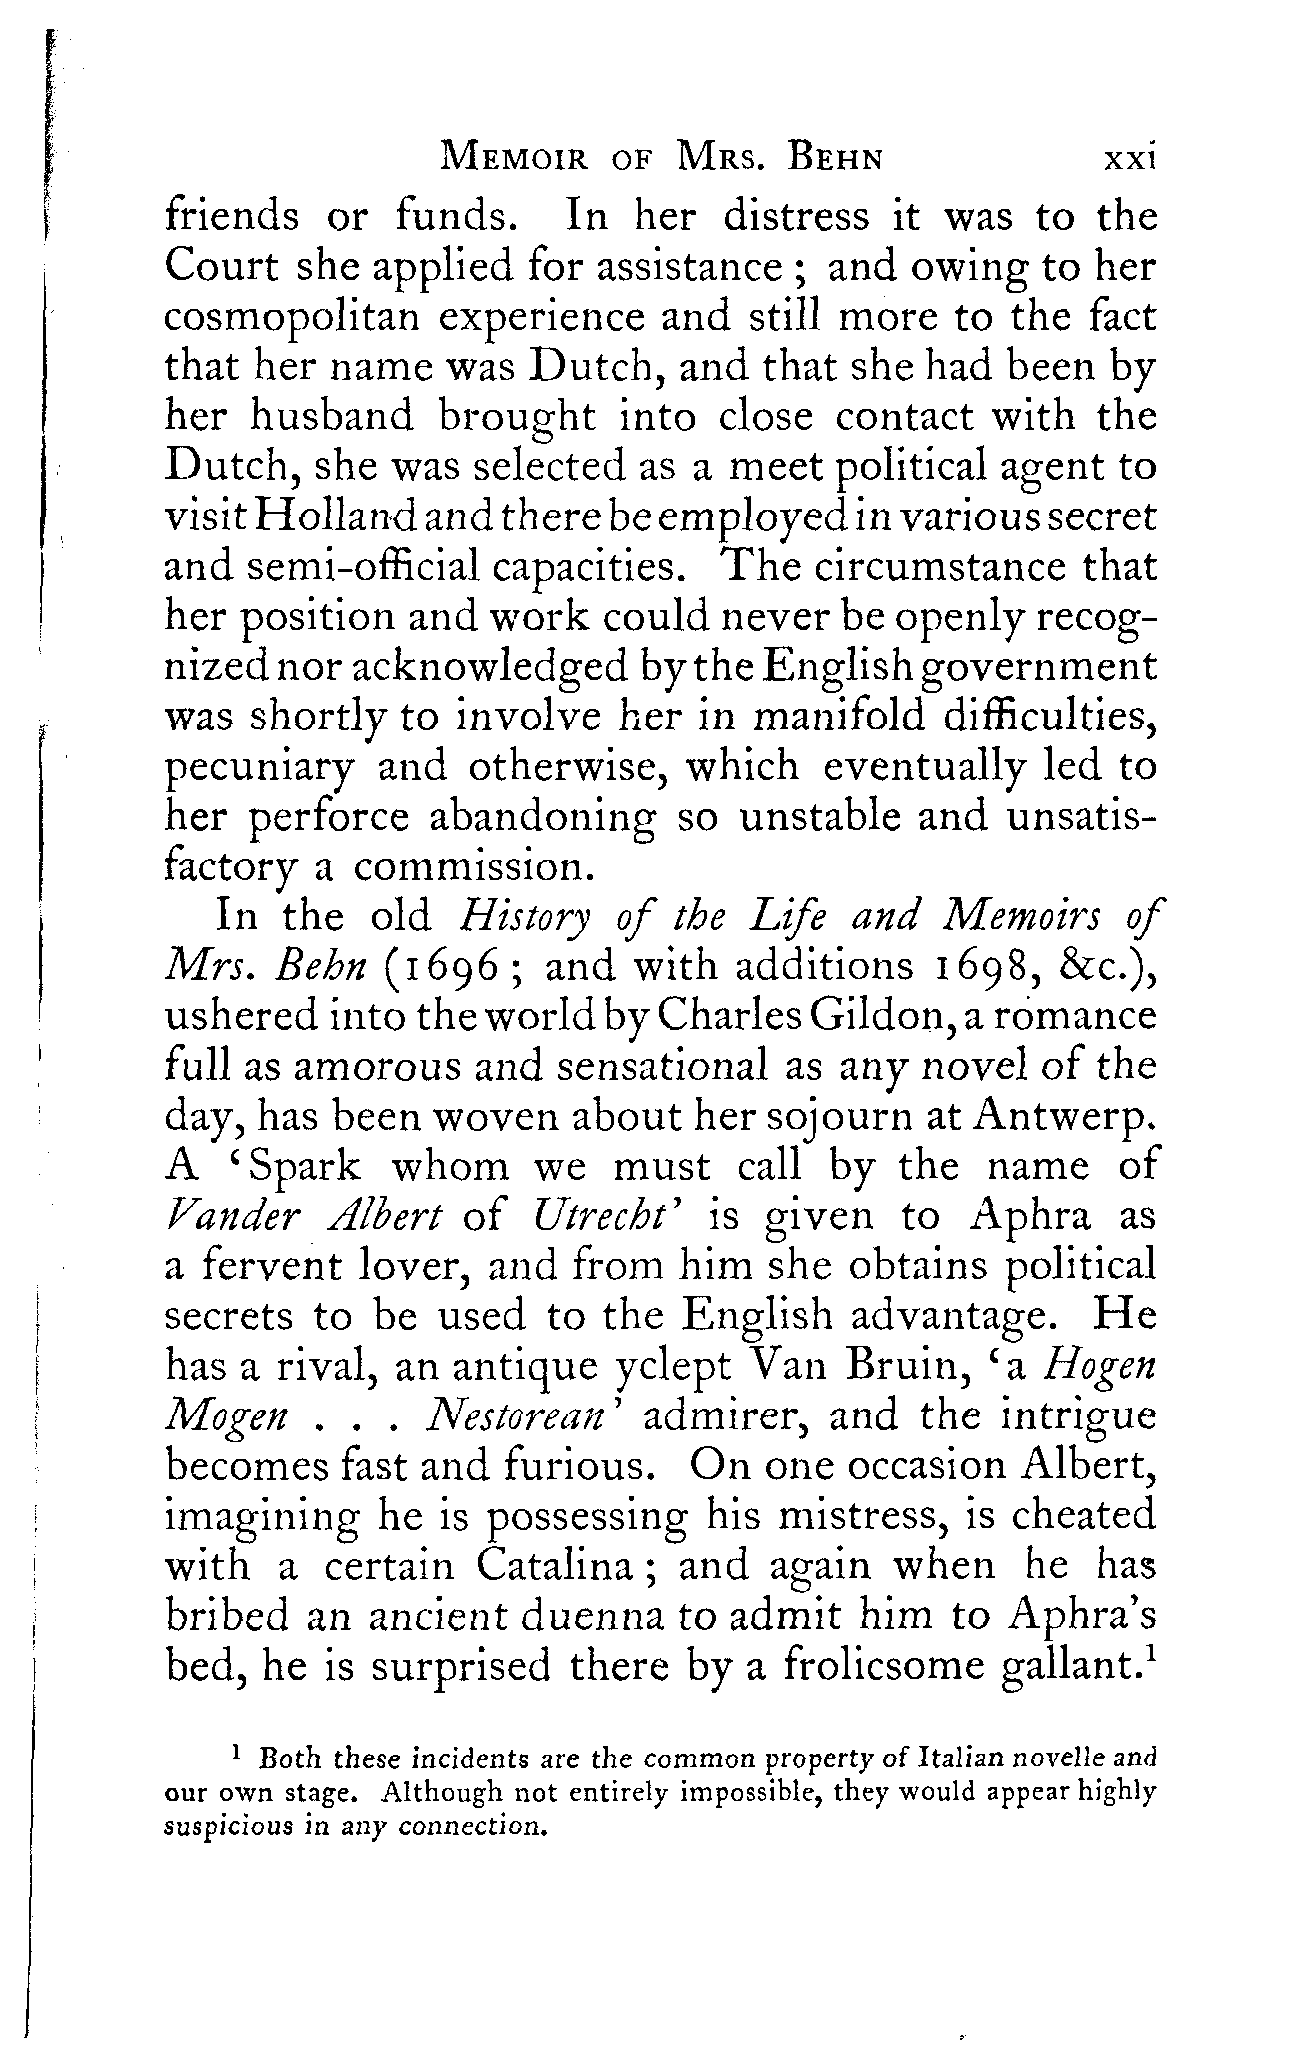 MEMOIR OF MRS. BEHN xxi
friends or funds. In her distress it was to the
Court she applied for assistance ; and owing to her
cosmopolitan experience and still more to the fact
that her name was Dutch, and that she had been by
her husband brought into close contact with the
Dutch, she was selected as a meet political agent to
visit Holland and there be employed in various secret
and semi-official capacities. The circumstance that
her position and work could never be openly recog-
nized nor acknowledged by the English government
was shortly to involve her in manifold difficulties,
pecuniary and otherwise, which eventually led to
her perforce abandoning so unstable and unsatis-
factory a commission.
In the old History of the Life and Memoirs of
Mrs. Behn (1696 ; and with additions 1698, &c.),
ushered into the world by Charles Gildon, a romance
full as amorous and sensational as any novel of the
day, has been woven about her sojourn at Antwerp.
A ‘Spark whom we must call by the name of
Vander Albert of Utrecht’ is given to Aphra as
a fervent lover, and from him she obtains political
secrets to be used to the English advantage. He
has a rival, an antique yclept Van Bruin, ‘a Hogen
Mogen . . . Nestorean’ admirer, and the intrigue
becomes fast and furious. On one occasion Albert,
imagining he is possessing his mistress, is cheated
with a certain Catalina ; and again when he has
bribed an ancient duenna to admit him to Aphra’s
bed, he is surprised there by a frolicsome gallant.¹
¹ Both these incidents are the common property of Italian novelle and
our own stage. Although not entirely impossible, they would appear highly
suspicious in any connection.